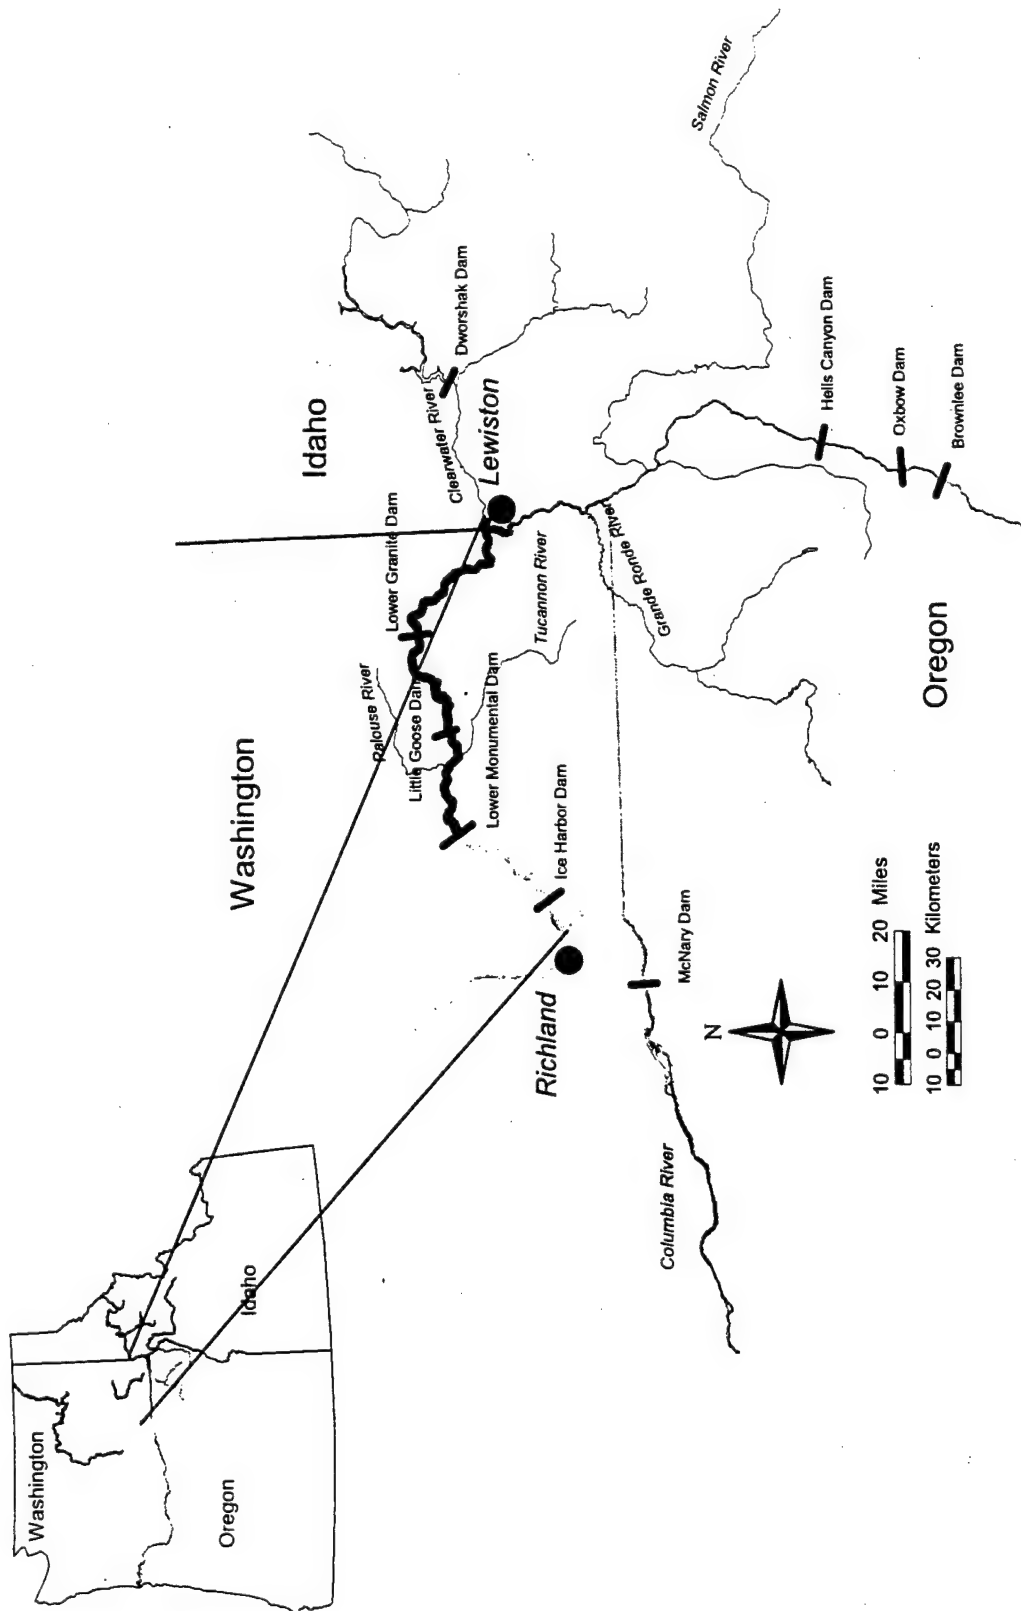 Washington
Oregon
Idaho
Washington
Idaho
Oregon
Palouse River
Little Goose Dam
Lower Granite Dam
Clearwater River
Dworshak Dam
Lewiston
Tucannon River
Lower Monumental Dam
Ice Harbor Dam
Richland
McNary Dam
Columbia River
Grande Ronde River
Salmon River
Hells Canyon Dam
Oxbow Dam
Brownlee Dam
N
10 0 10 20 Miles
10 0 10 20 30 Kilometers